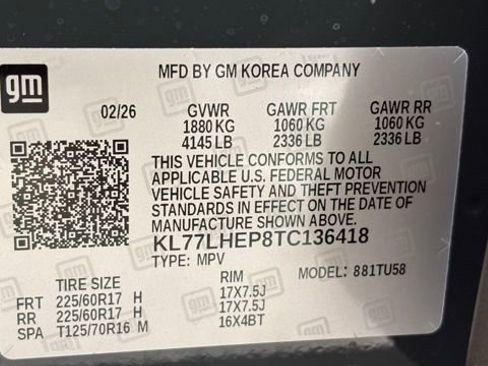 gm
MFD BY GM KOREA COMPANY
02/26 GVWR GAWR FRT GAWR RR
1880 KG 1060 KG 1060 KG
4145 LB 2336 LB 2336 LB
THIS VEHICLE CONFORMS TO ALL
APPLICABLE U.S. FEDERAL MOTOR
VEHICLE SAFETY AND THEFT PREVENTION
STANDARDS IN EFFECT ON THE DATE OF
MANUFACTURE SHOWN ABOVE.
KL77LHEP8TC136418
TYPE: MPV MODEL: 881TU58
TIRE SIZE RIM
FRT 225/60R17 H 17X7.5J
RR 225/60R17 H 17X7.5J
SPA T125/70R16 M 16X4BT